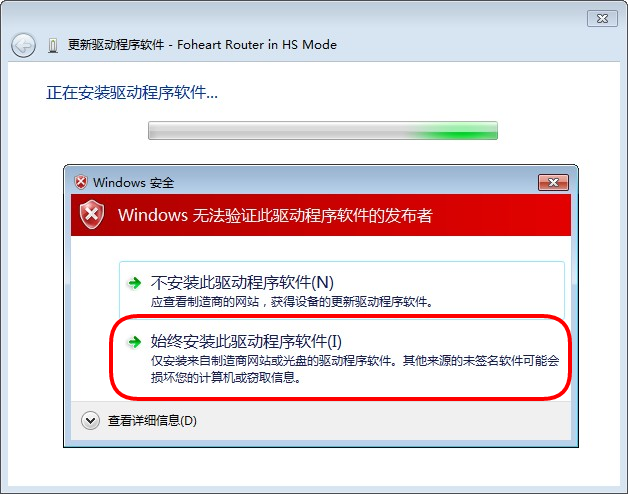 更新驱动程序软件 - Foheart Router in HS Mode
正在安装驱动程序软件...
Windows 安全
Windows 无法验证此驱动程序软件的发布者
不安装此驱动程序软件(N)
应查看制造商的网站，获得设备的更新驱动程序软件。
始终安装此驱动程序软件(I)
仅安装来自制造商网站或光盘的驱动程序软件。其他来源的未签名软件可能会
损坏您的计算机或窃取信息。
查看详细信息(D)